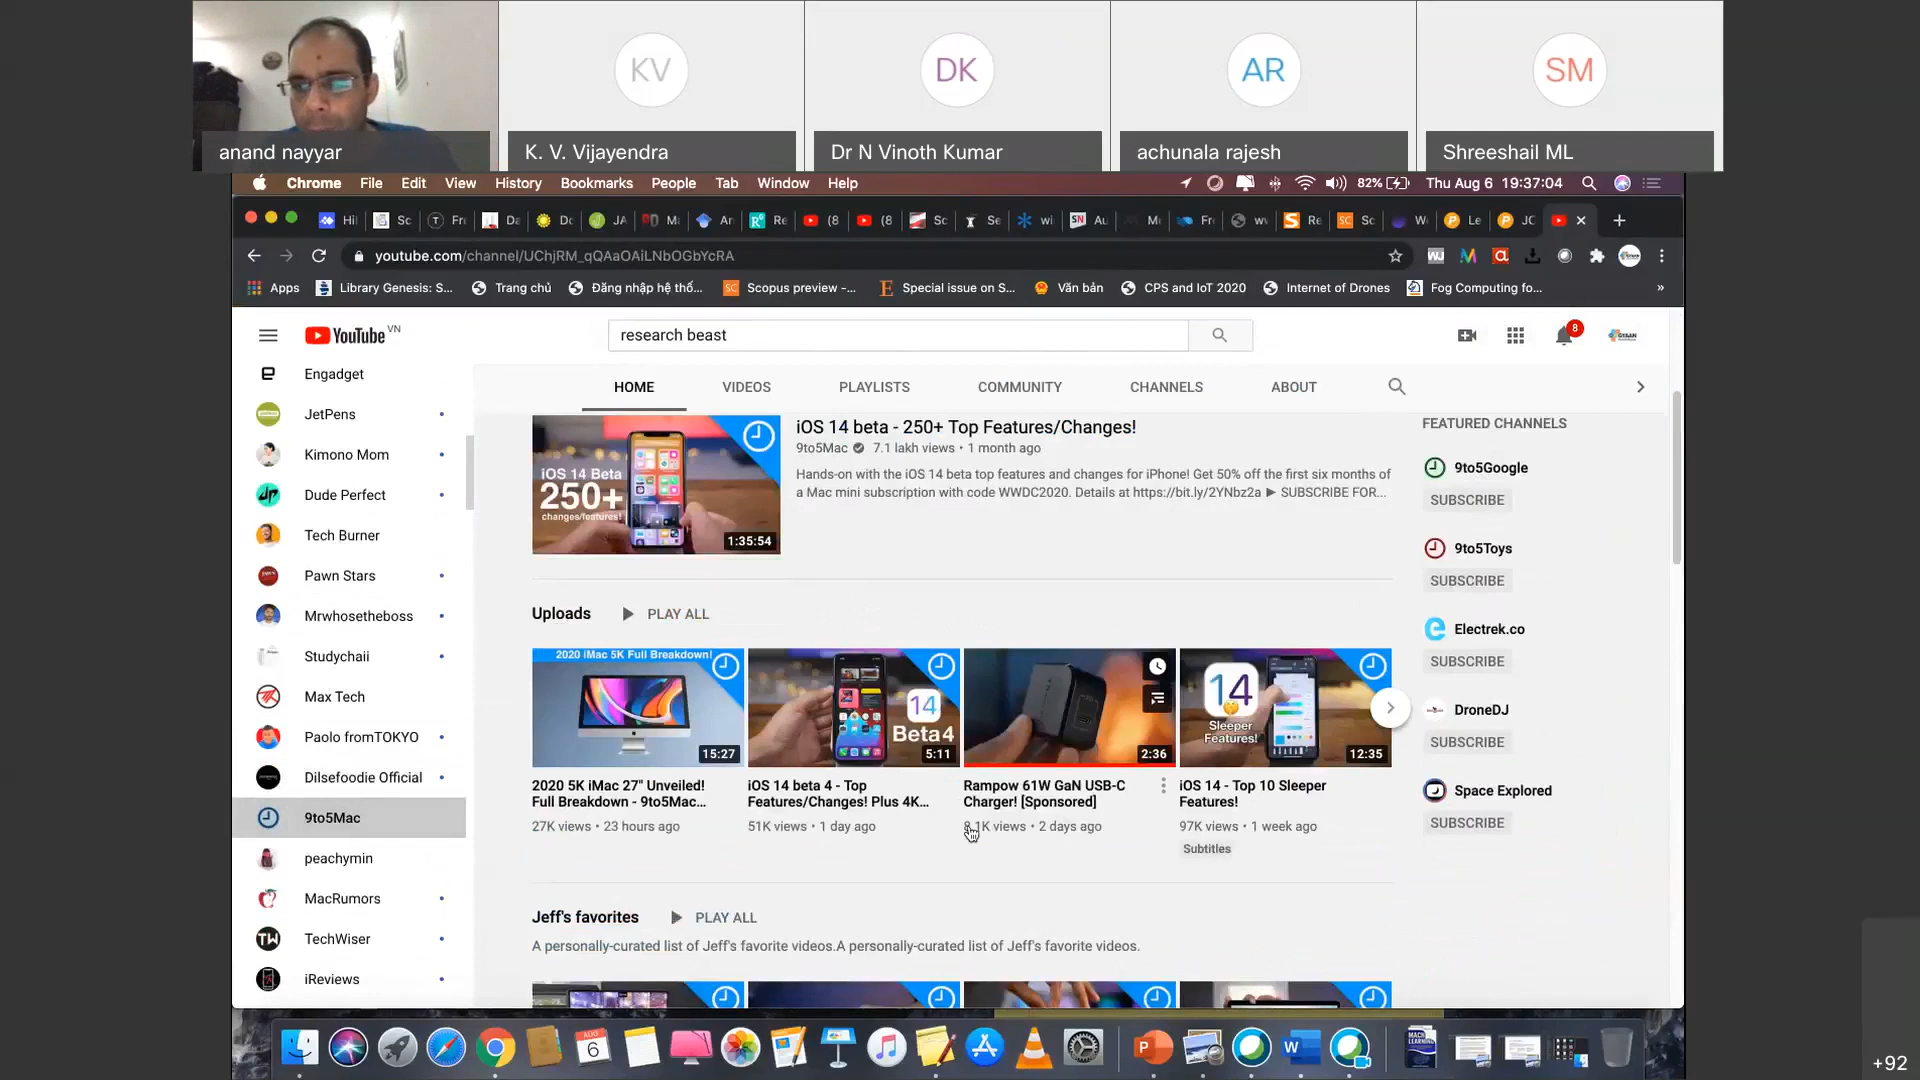 KV
DK
AR
SM
anand nayyar
K. V. Vijayendra
Dr N Vinoth Kumar
achunala rajesh
Shreeshail ML
Chrome File Edit View History Bookmarks People Tab Window Help
82% Thu Aug 6 19:37:04
youtube.com/channel/UChjRM_qQAaOAiLNbOGbYcRA
Apps Library Genesis: S... Trang chủ Đăng nhập hệ thố... Scopus preview -... Special issue on S... Văn bản CPS and IoT 2020 Internet of Drones Fog Computing fo... »
YouTube VN
research beast
8
HOME VIDEOS PLAYLISTS COMMUNITY CHANNELS ABOUT
Engadget
JetPens
Kimono Mom
Dude Perfect
Tech Burner
Pawn Stars
Mrwhosetheboss
Studychaii
Max Tech
Paolo fromTOKYO
Dilsefoodie Official
9to5Mac
peachymin
MacRumors
TechWiser
iReviews
iOS 14 Beta
250+
changes/features!
1:35:54
iOS 14 beta - 250+ Top Features/Changes!
9to5Mac 7.1 lakh views • 1 month ago
Hands-on with the iOS 14 beta top features and changes for iPhone! Get 50% off the first six months of
a Mac mini subscription with code WWDC2020. Details at https://bit.ly/2YNbz2a ► SUBSCRIBE FOR...
Uploads PLAY ALL
2020 iMac 5K Full Breakdown!
15:27
2020 5K iMac 27" Unveiled!
Full Breakdown - 9to5Mac...
27K views • 23 hours ago
14
Beta4
5:11
iOS 14 beta 4 - Top
Features/Changes! Plus 4K...
51K views • 1 day ago
2:36
Rampow 61W GaN USB-C
Charger! [Sponsored]
views • 2 days ago
14
Sleeper
Features!
12:35
iOS 14 - Top 10 Sleeper
Features!
97K views • 1 week ago
Subtitles
Jeff's favorites PLAY ALL
A personally-curated list of Jeff's favorite videos.A personally-curated list of Jeff's favorite videos.
FEATURED CHANNELS
9to5Google
SUBSCRIBE
9to5Toys
SUBSCRIBE
Electrek.co
SUBSCRIBE
DroneDJ
SUBSCRIBE
Space Explored
SUBSCRIBE
AUG
6
+92